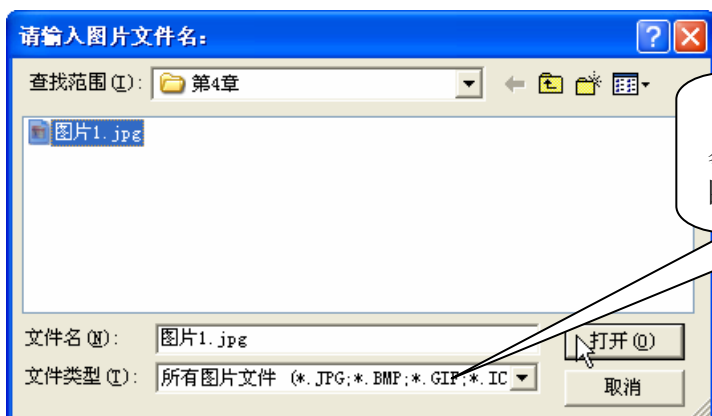 请输入图片文件名：
查找范围(I):
第4章
图片1.jpg
文件名(N):
图片1.jpg
打开(O)
文件类型(T):
所有图片文件 (*.JPG;*.BMP;*.GIF;*.IC
取消